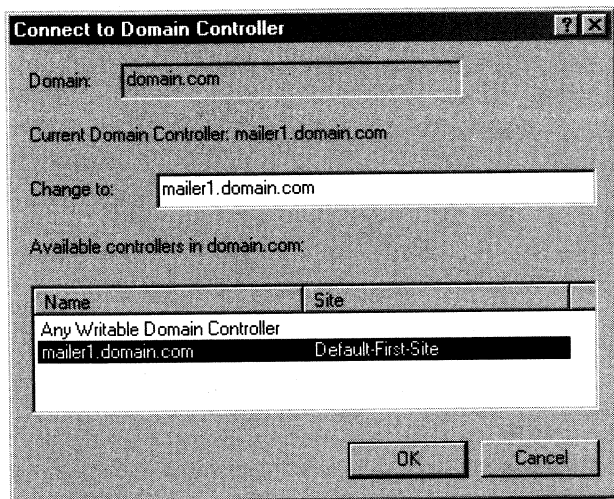 Connect to Domain Controller
Domain: domain.com
Current Domain Controller: mailer1.domain.com
Change to: mailer1.domain.com
Available controllers in domain.com:
Name Site
Any Writable Domain Controller
mailer1.domain.com Default-First-Site
OK Cancel